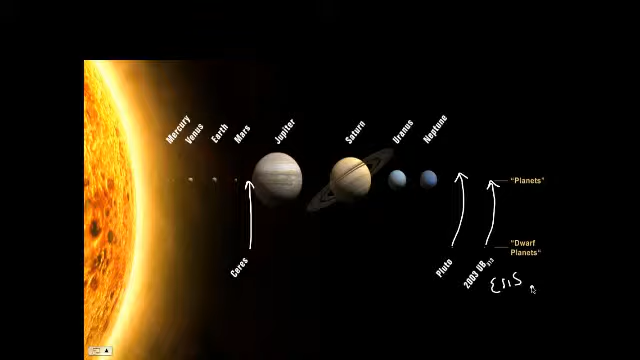 Mercury
Venus
Earth
Mars
Jupiter
Saturn
Uranus
Neptune
"Planets"
"Dwarf
Planets"
Ceres
Pluto
2003 UB313
Eris